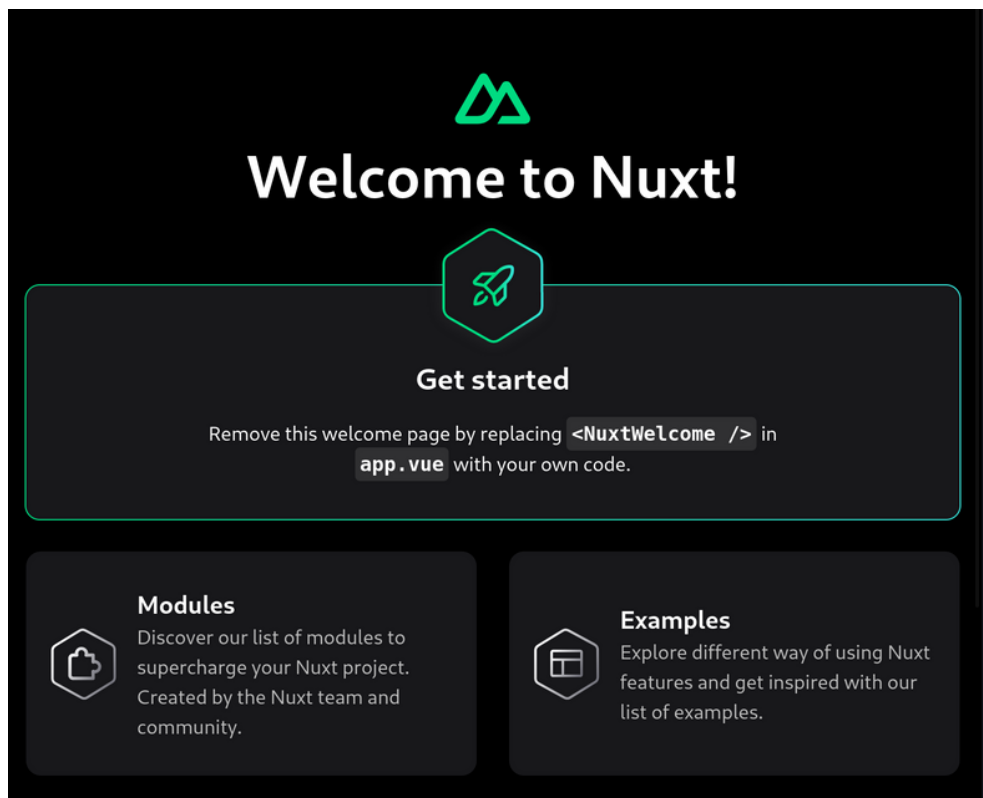 Welcome to Nuxt!
Get started
Remove this welcome page by replacing <NuxtWelcome /> in
app.vue with your own code.
Modules
Discover our list of modules to
supercharge your Nuxt project.
Created by the Nuxt team and
community.
Examples
Explore different way of using Nuxt
features and get inspired with our
list of examples.